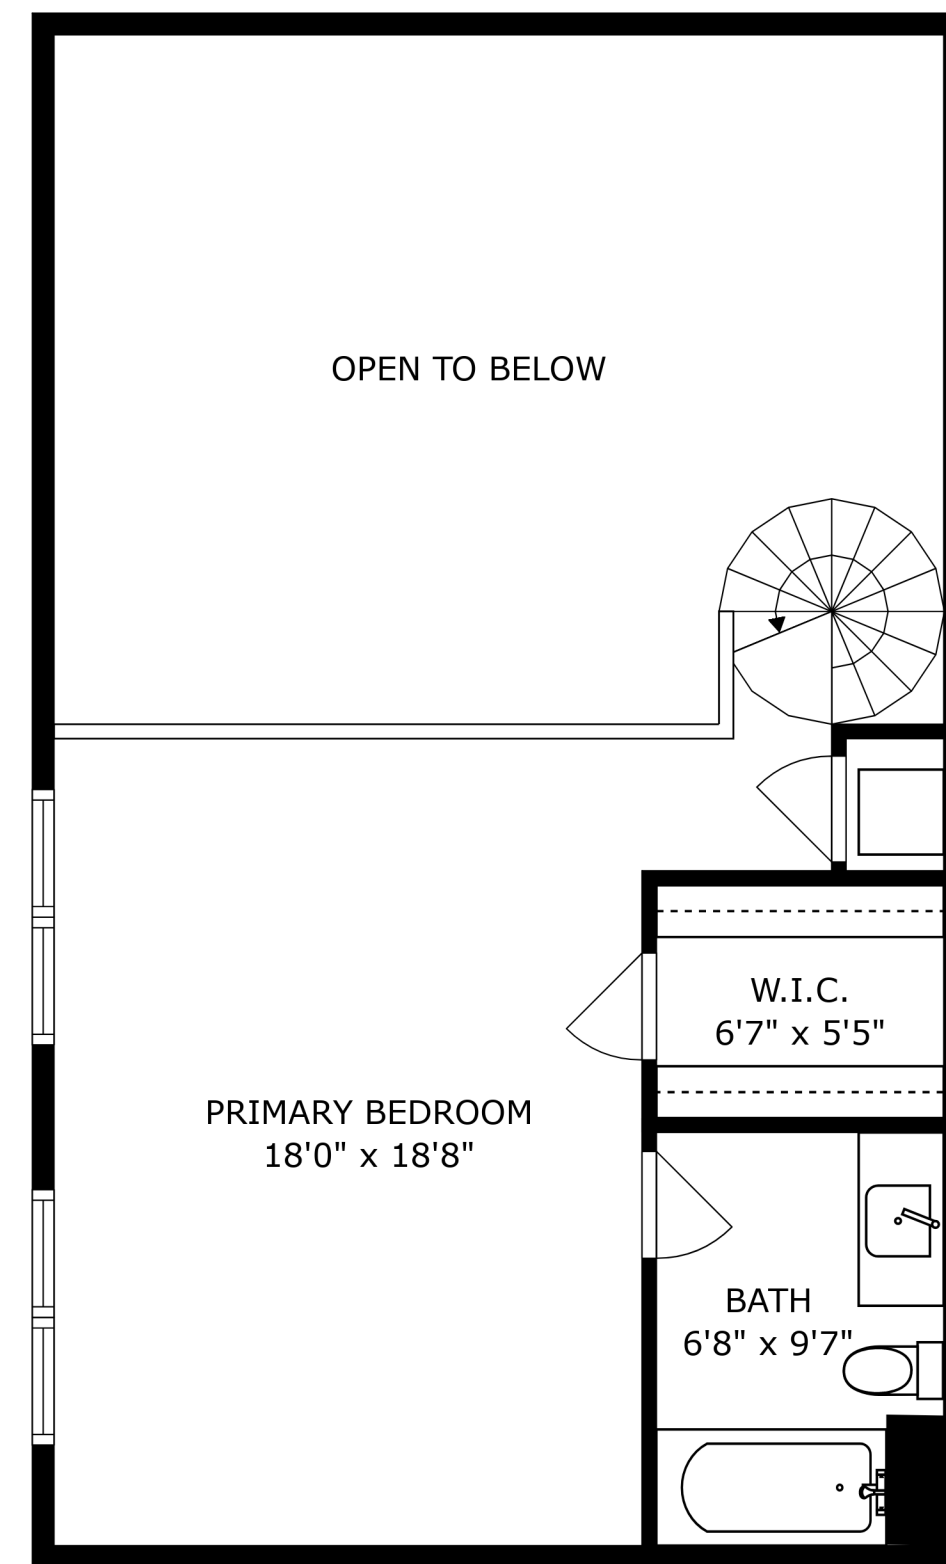 OPEN TO BELOW
W.I.C.
6'7" x 5'5"
PRIMARY BEDROOM
18'0" x 18'8"
BATH
6'8" x 9'7"